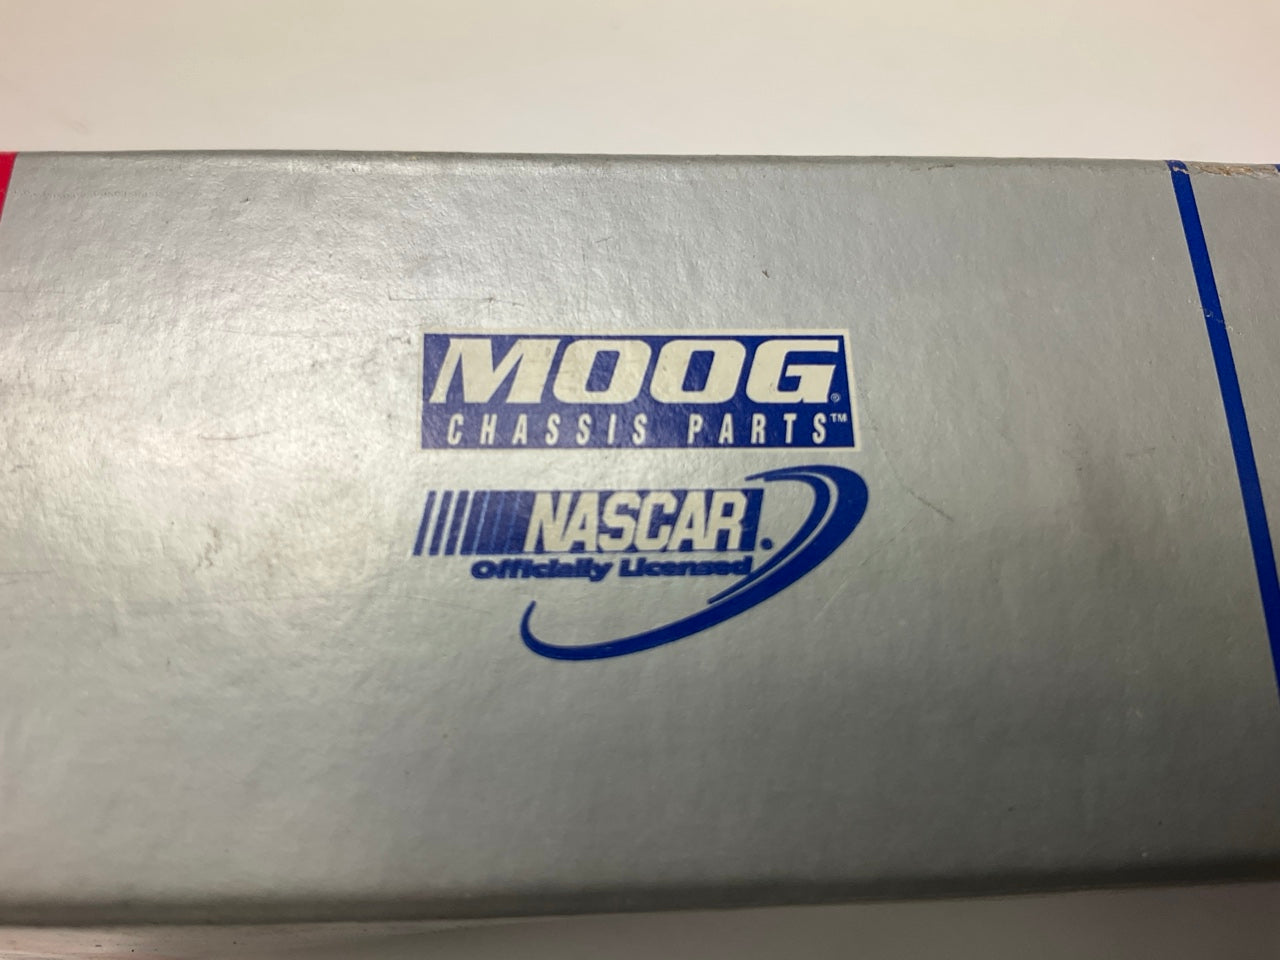 MOOG®
CHASSIS PARTS™
NASCAR.
Officially Licensed